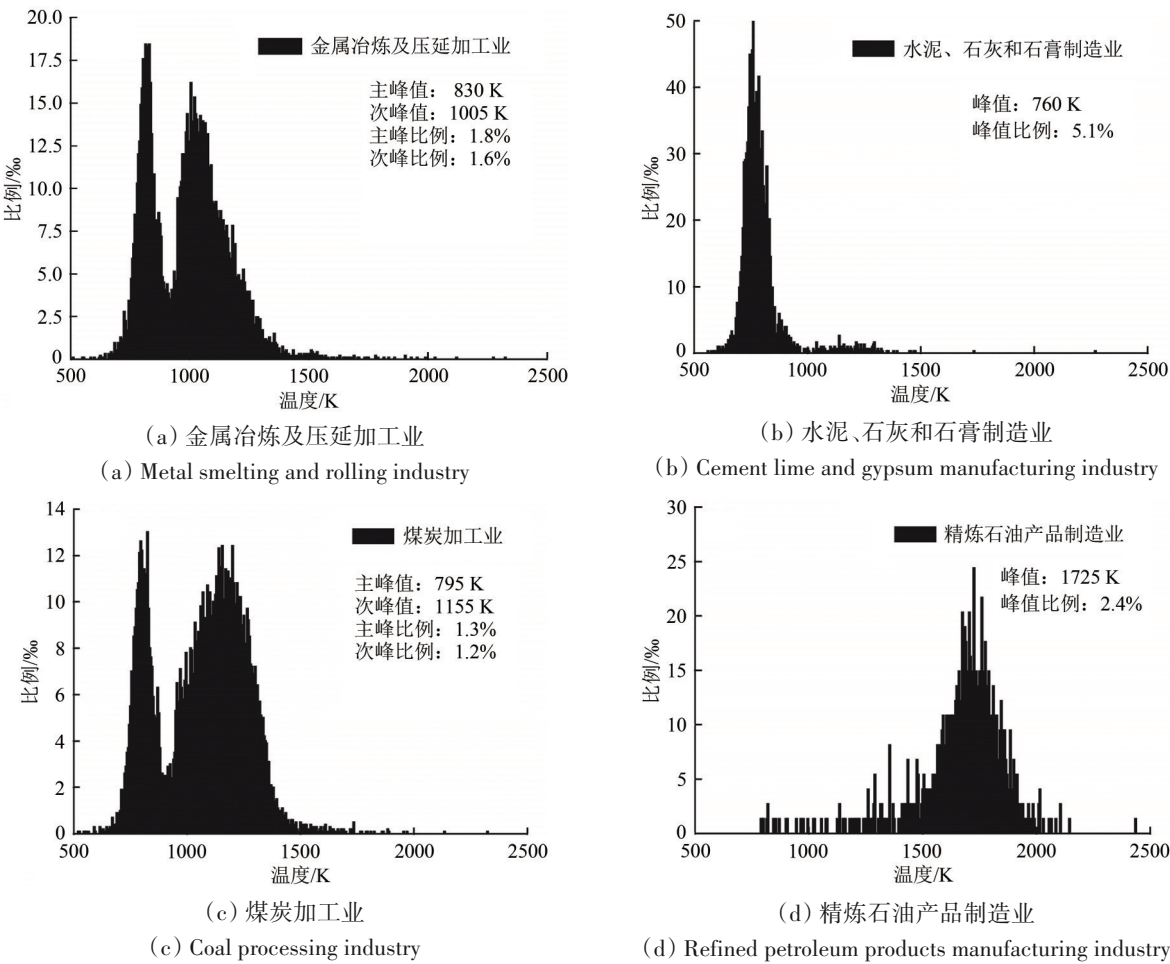 20.0
17.5
15.0
12.5
10.0
7.5
5.0
2.5
0
比例/‰
金属冶炼及压延加工业
主峰值: 830 K
次峰值: 1005 K
主峰比例: 1.8%
次峰比例: 1.6%
500 1000 1500 2000 2500
温度/K
(a) 金属冶炼及压延加工业
(a) Metal smelting and rolling industry
50
40
30
20
10
0
比例/‰
水泥、石灰和石膏制造业
峰值: 760 K
峰值比例: 5.1%
500 1000 1500 2000 2500
温度/K
(b) 水泥、石灰和石膏制造业
(b) Cement lime and gypsum manufacturing industry
14
12
10
8
6
4
2
0
比例/‰
煤炭加工业
主峰值: 795 K
次峰值: 1155 K
主峰比例: 1.3%
次峰比例: 1.2%
500 1000 1500 2000 2500
温度/K
(c) 煤炭加工业
(c) Coal processing industry
30
25
20
15
10
5
0
比例/‰
精炼石油产品制造业
峰值: 1725 K
峰值比例: 2.4%
500 1000 1500 2000 2500
温度/K
(d) 精炼石油产品制造业
(d) Refined petroleum products manufacturing industry